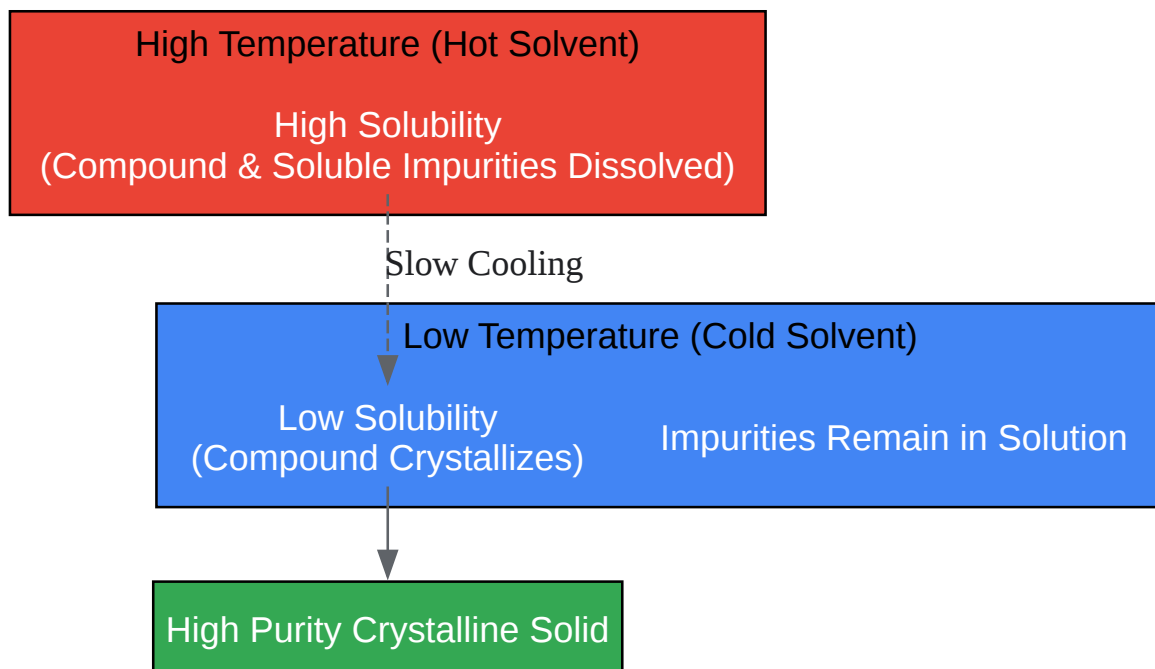 High Temperature (Hot Solvent)
High Solubility
(Compound & Soluble Impurities Dissolved)
Slow Cooling
Low Temperature (Cold Solvent)
Low Solubility
(Compound Crystallizes)
Impurities Remain in Solution
High Purity Crystalline Solid